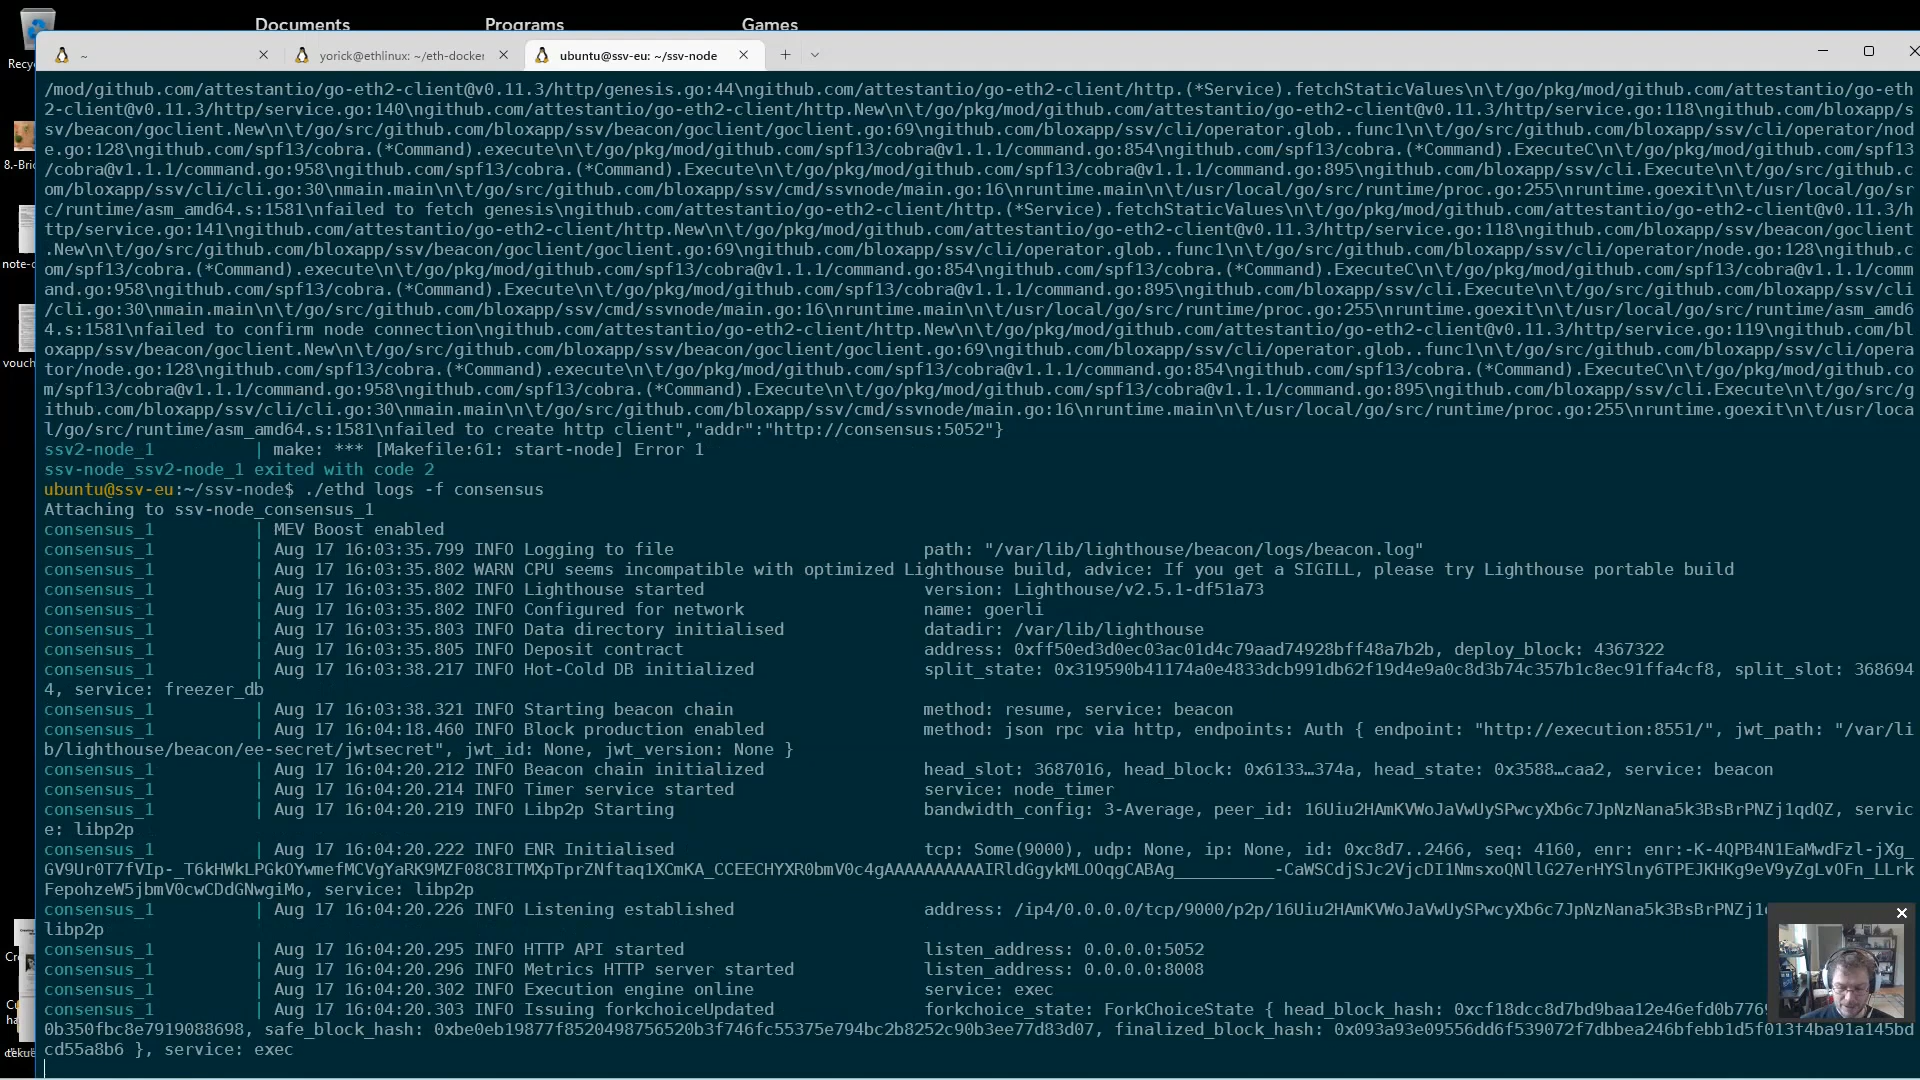 Documents
Programs
Games
Recyc
~
yorick@ethlinux: ~/eth-docker
ubuntu@ssv-eu: ~/ssv-node
8.-Bric
note-c
vouch
/mod/github.com/attestantio/go-eth2-client@v0.11.3/http/genesis.go:44\ngithub.com/attestantio/go-eth2-client/http.(*Service).fetchStaticValues\n\t/go/pkg/mod/github.com/attestantio/go-eth
2-client@v0.11.3/http/service.go:140\ngithub.com/attestantio/go-eth2-client/http.New\n\t/go/pkg/mod/github.com/attestantio/go-eth2-client@v0.11.3/http/service.go:118\ngithub.com/bloxapp/s
sv/beacon/goclient.New\n\t/go/src/github.com/bloxapp/ssv/beacon/goclient/goclient.go:69\ngithub.com/bloxapp/ssv/cli/operator.glob..func1\n\t/go/src/github.com/bloxapp/ssv/cli/operator/nod
e.go:128\ngithub.com/spf13/cobra.(*Command).execute\n\t/go/pkg/mod/github.com/spf13/cobra@v1.1.1/command.go:854\ngithub.com/spf13/cobra.(*Command).ExecuteC\n\t/go/pkg/mod/github.com/spf13
/cobra@v1.1.1/command.go:958\ngithub.com/spf13/cobra.(*Command).Execute\n\t/go/pkg/mod/github.com/spf13/cobra@v1.1.1/command.go:895\ngithub.com/bloxapp/ssv/cli.Execute\n\t/go/src/github.c
om/bloxapp/ssv/cli/cli.go:30\nmain.main\n\t/go/src/github.com/bloxapp/ssv/cmd/ssvnode/main.go:16\nruntime.main\n\t/usr/local/go/src/runtime/proc.go:255\nruntime.goexit\n\t/usr/local/go/sr
c/runtime/asm_amd64.s:1581\nfailed to fetch genesis\ngithub.com/attestantio/go-eth2-client/http.(*Service).fetchStaticValues\n\t/go/pkg/mod/github.com/attestantio/go-eth2-client@v0.11.3/h
ttp/service.go:141\ngithub.com/attestantio/go-eth2-client/http.New\n\t/go/pkg/mod/github.com/attestantio/go-eth2-client@v0.11.3/http/service.go:118\ngithub.com/bloxapp/ssv/beacon/goclient
.New\n\t/go/src/github.com/bloxapp/ssv/beacon/goclient/goclient.go:69\ngithub.com/bloxapp/ssv/cli/operator.glob..func1\n\t/go/src/github.com/bloxapp/ssv/cli/operator/node.go:128\ngithub.c
om/spf13/cobra.(*Command).execute\n\t/go/pkg/mod/github.com/spf13/cobra@v1.1.1/command.go:854\ngithub.com/spf13/cobra.(*Command).ExecuteC\n\t/go/pkg/mod/github.com/spf13/cobra@v1.1.1/comm
and.go:958\ngithub.com/spf13/cobra.(*Command).Execute\n\t/go/pkg/mod/github.com/spf13/cobra@v1.1.1/command.go:895\ngithub.com/bloxapp/ssv/cli.Execute\n\t/go/src/github.com/bloxapp/ssv/cli
/cli.go:30\nmain.main\n\t/go/src/github.com/bloxapp/ssv/cmd/ssvnode/main.go:16\nruntime.main\n\t/usr/local/go/src/runtime/proc.go:255\nruntime.goexit\n\t/usr/local/go/src/runtime/asm_amd6
4.s:1581\nfailed to confirm node connection\ngithub.com/attestantio/go-eth2-client/http.New\n\t/go/pkg/mod/github.com/attestantio/go-eth2-client@v0.11.3/http/service.go:119\ngithub.com/bl
oxapp/ssv/beacon/goclient.New\n\t/go/src/github.com/bloxapp/ssv/beacon/goclient/goclient.go:69\ngithub.com/bloxapp/ssv/cli/operator.glob..func1\n\t/go/src/github.com/bloxapp/ssv/cli/opera
tor/node.go:128\ngithub.com/spf13/cobra.(*Command).execute\n\t/go/pkg/mod/github.com/spf13/cobra@v1.1.1/command.go:854\ngithub.com/spf13/cobra.(*Command).ExecuteC\n\t/go/pkg/mod/github.co
m/spf13/cobra@v1.1.1/command.go:958\ngithub.com/spf13/cobra.(*Command).Execute\n\t/go/pkg/mod/github.com/spf13/cobra@v1.1.1/command.go:895\ngithub.com/bloxapp/ssv/cli.Execute\n\t/go/src/g
ithub.com/bloxapp/ssv/cli/cli.go:30\nmain.main\n\t/go/src/github.com/bloxapp/ssv/cmd/ssvnode/main.go:16\nruntime.main\n\t/usr/local/go/src/runtime/proc.go:255\nruntime.goexit\n\t/usr/loca
l/go/src/runtime/asm_amd64.s:1581\nfailed to create http client","addr":"http://consensus:5052"}
ssv2-node_1 | make: *** [Makefile:61: start-node] Error 1
ssv-node_ssv2-node_1 exited with code 2
ubuntu@ssv-eu:~/ssv-node$ ./ethd logs -f consensus
Attaching to ssv-node_consensus_1
consensus_1 | MEV Boost enabled
consensus_1 | Aug 17 16:03:35.799 INFO Logging to file path: "/var/lib/lighthouse/beacon/logs/beacon.log"
consensus_1 | Aug 17 16:03:35.802 WARN CPU seems incompatible with optimized Lighthouse build, advice: If you get a SIGILL, please try Lighthouse portable build
consensus_1 | Aug 17 16:03:35.802 INFO Lighthouse started version: Lighthouse/v2.5.1-df51a73
consensus_1 | Aug 17 16:03:35.802 INFO Configured for network name: goerli
consensus_1 | Aug 17 16:03:35.803 INFO Data directory initialised datadir: /var/lib/lighthouse
consensus_1 | Aug 17 16:03:35.805 INFO Deposit contract address: 0xff50ed3d0ec03ac01d4c79aad74928bff48a7b2b, deploy_block: 4367322
consensus_1 | Aug 17 16:03:38.217 INFO Hot-Cold DB initialized split_state: 0x319590b41174a0e4833dcb991db62f19d4e9a0c8d3b74c357b1c8ec91ffa4cf8, split_slot: 368694
4, service: freezer_db
consensus_1 | Aug 17 16:03:38.321 INFO Starting beacon chain method: resume, service: beacon
consensus_1 | Aug 17 16:04:18.460 INFO Block production enabled method: json rpc via http, endpoints: Auth { endpoint: "http://execution:8551/", jwt_path: "/var/li
b/lighthouse/beacon/ee-secret/jwtsecret", jwt_id: None, jwt_version: None }
consensus_1 | Aug 17 16:04:20.212 INFO Beacon chain initialized head_slot: 3687016, head_block: 0x6133…374a, head_state: 0x3588…caa2, service: beacon
consensus_1 | Aug 17 16:04:20.214 INFO Timer service started service: node_timer
consensus_1 | Aug 17 16:04:20.219 INFO Libp2p Starting bandwidth_config: 3-Average, peer_id: 16Uiu2HAmKVWoJaVwUySPwcyXb6c7JpNzNana5k3BsBrPNZj1qdQZ, servic
e: libp2p
consensus_1 | Aug 17 16:04:20.222 INFO ENR Initialised tcp: Some(9000), udp: None, ip: None, id: 0xc8d7..2466, seq: 4160, enr: enr:-K-4QPB4N1EaMwdFzl-jXg_
GV9Ur0T7fVIp-_T6kHWkLPGkOYwmefMCVgYaRK9MZF08C8ITMXpTprZNftaq1XCmKA_CCEECHYXR0bmV0c4gAAAAAAAAAAIRldGgykMLO0qgCABAg__________-CaWSCdjSJc2VjcDI1NmsxoQNllG27erHYSlny6TPEJKHKg9eV9yZgLvOFn_LLrk
FepohzeW5jbmV0cwCDdGNwgiMo, service: libp2p
consensus_1 | Aug 17 16:04:20.226 INFO Listening established address: /ip4/0.0.0.0/tcp/9000/p2p/16Uiu2HAmKVWoJaVwUySPwcyXb6c7JpNzNana5k3BsBrPNZj1
libp2p
consensus_1 | Aug 17 16:04:20.295 INFO HTTP API started listen_address: 0.0.0.0:5052
consensus_1 | Aug 17 16:04:20.296 INFO Metrics HTTP server started listen_address: 0.0.0.0:8008
consensus_1 | Aug 17 16:04:20.302 INFO Execution engine online service: exec
consensus_1 | Aug 17 16:04:20.303 INFO Issuing forkchoiceUpdated forkchoice_state: ForkChoiceState { head_block_hash: 0xcf18dcc8d7bd9baa12e46efd0b776
0b350fbc8e7919088698, safe_block_hash: 0xbe0eb19877f8520498756520b3f746fc55375e794bc2b8252c90b3ee77d83d07, finalized_block_hash: 0x093a93e09556dd6f539072f7dbbea246bfebb1d5f013f4ba91a145bd
cd55a8b6 }, service: exec